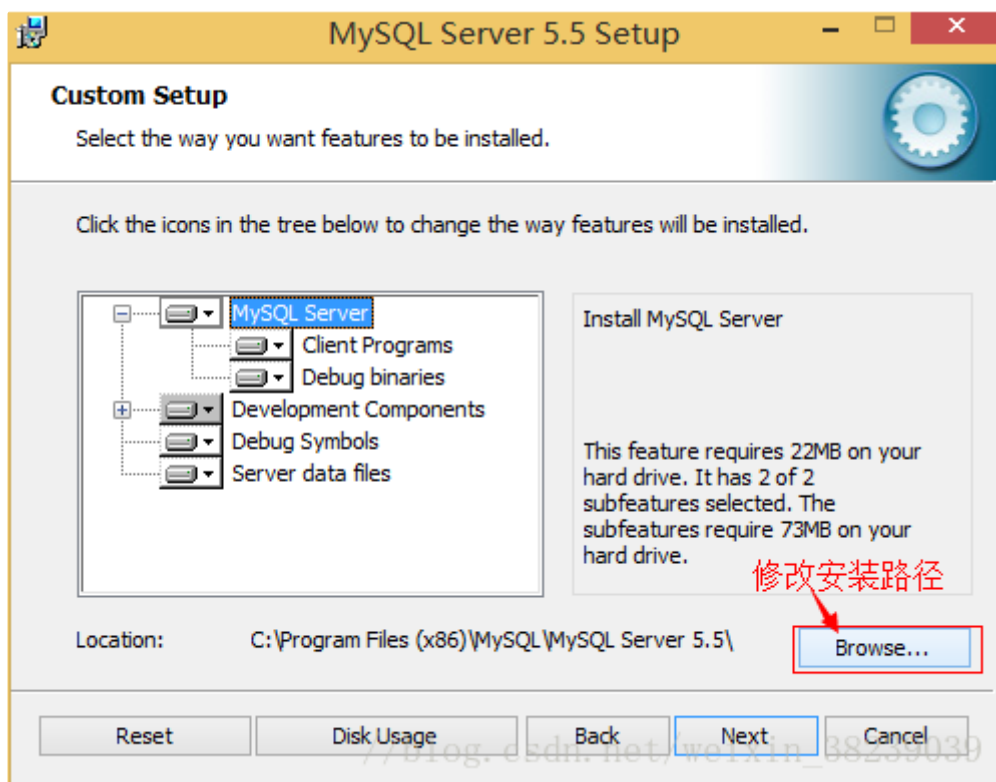 MySQL Server 5.5 Setup
Custom Setup
Select the way you want features to be installed.
Click the icons in the tree below to change the way features will be installed.
MySQL Server
Client Programs
Debug binaries
Development Components
Debug Symbols
Server data files
Install MySQL Server
This feature requires 22MB on your
hard drive. It has 2 of 2
subfeatures selected. The
subfeatures require 73MB on your
hard drive.
修改安装路径
Location:
C:\Program Files (x86)\MySQL\MySQL Server 5.5\
Browse...
Reset
Disk Usage
Back
Next
Cancel
//blog.csdn.net/weixin_38239039